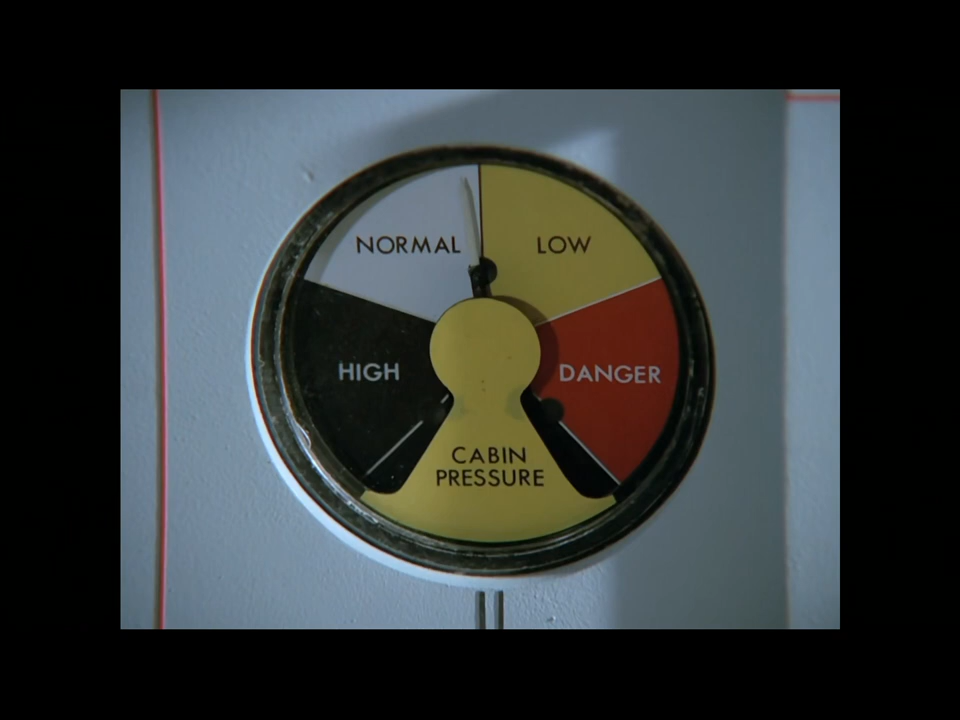 NORMAL
LOW
HIGH
DANGER
CABIN
PRESSURE